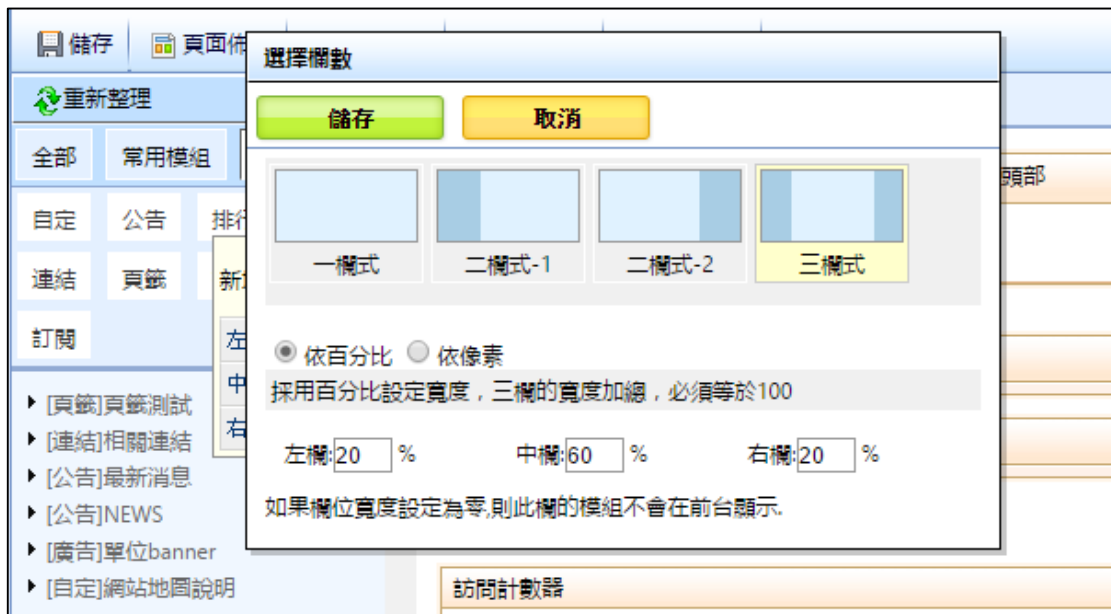 儲存 頁面佈
重新整理
全部 常用模組
自定 公告 排行
連結 頁籤 新增
訂閱
左
中
右
[頁籤]頁籤測試
[連結]相關連結
[公告]最新消息
[公告]NEWS
[廣告]單位banner
[自定]網站地圖說明
選擇欄數
儲存 取消
一欄式 二欄式-1 二欄式-2 三欄式
依百分比 依像素
採用百分比設定寬度，三欄的寬度加總，必須等於100
左欄:20 % 中欄:60 % 右欄:20 %
如果欄位寬度設定為零,則此欄的模組不會在前台顯示.
頭部
訪問計數器